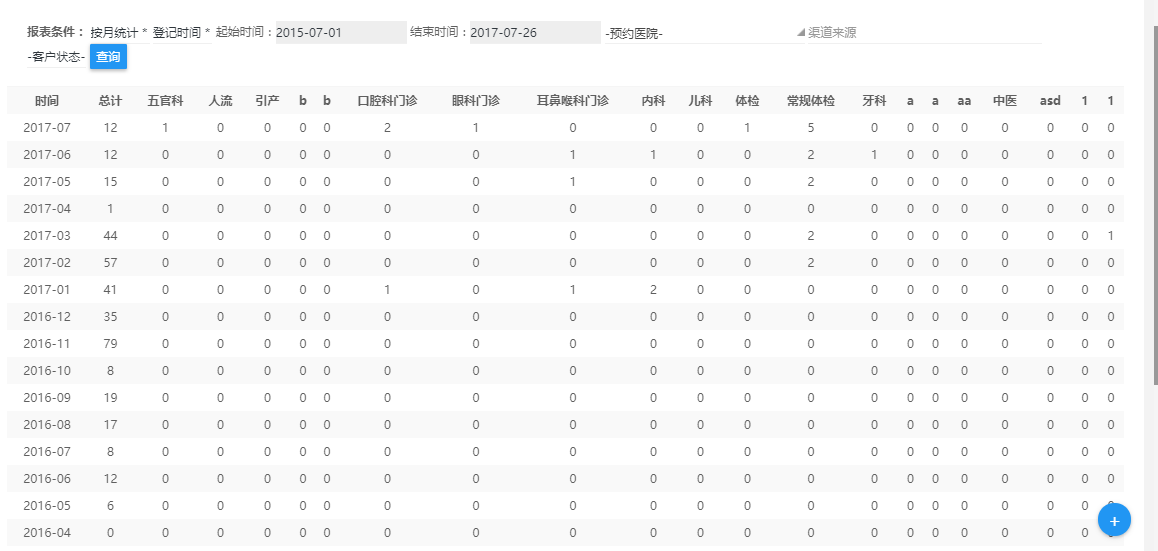 报表条件： 按月统计 * 登记时间 * 起始时间：2015-07-01 结束时间：2017-07-26 -预约医院- 渠道来源
-客户状态- 查询
时间 总计 五官科 人流 引产 b b 口腔科门诊 眼科门诊 耳鼻喉科门诊 内科 儿科 体检 常规体检 牙科 a a aa 中医 asd 1 1
2017-07 12 1 0 0 0 0 2 1 0 0 0 1 5 0 0 0 0 0 0 0 0
2017-06 12 0 0 0 0 0 0 0 1 1 0 0 2 1 0 0 0 0 0 0 0
2017-05 15 0 0 0 0 0 0 0 1 0 0 0 2 0 0 0 0 0 0 0 0
2017-04 1 0 0 0 0 0 0 0 0 0 0 0 0 0 0 0 0 0 0 0 0
2017-03 44 0 0 0 0 0 0 0 0 0 0 0 2 0 0 0 0 0 0 0 1
2017-02 57 0 0 0 0 0 0 0 0 0 0 0 2 0 0 0 0 0 0 0 0
2017-01 41 0 0 0 0 0 1 0 1 2 0 0 0 0 0 0 0 0 0 0 0
2016-12 35 0 0 0 0 0 0 0 0 0 0 0 0 0 0 0 0 0 0 0 0
2016-11 79 0 0 0 0 0 0 0 0 0 0 0 0 0 0 0 0 0 0 0 0
2016-10 8 0 0 0 0 0 0 0 0 0 0 0 0 0 0 0 0 0 0 0 0
2016-09 19 0 0 0 0 0 0 0 0 0 0 0 0 0 0 0 0 0 0 0 0
2016-08 17 0 0 0 0 0 0 0 0 0 0 0 0 0 0 0 0 0 0 0 0
2016-07 8 0 0 0 0 0 0 0 0 0 0 0 0 0 0 0 0 0 0 0 0
2016-06 12 0 0 0 0 0 0 0 0 0 0 0 0 0 0 0 0 0 0 0 0
2016-05 6 0 0 0 0 0 0 0 0 0 0 0 0 0 0 0 0 0 0 0
2016-04 0 0 0 0 0 0 0 0 0 0 0 0 0 0 0 0 0 0 0 0
+